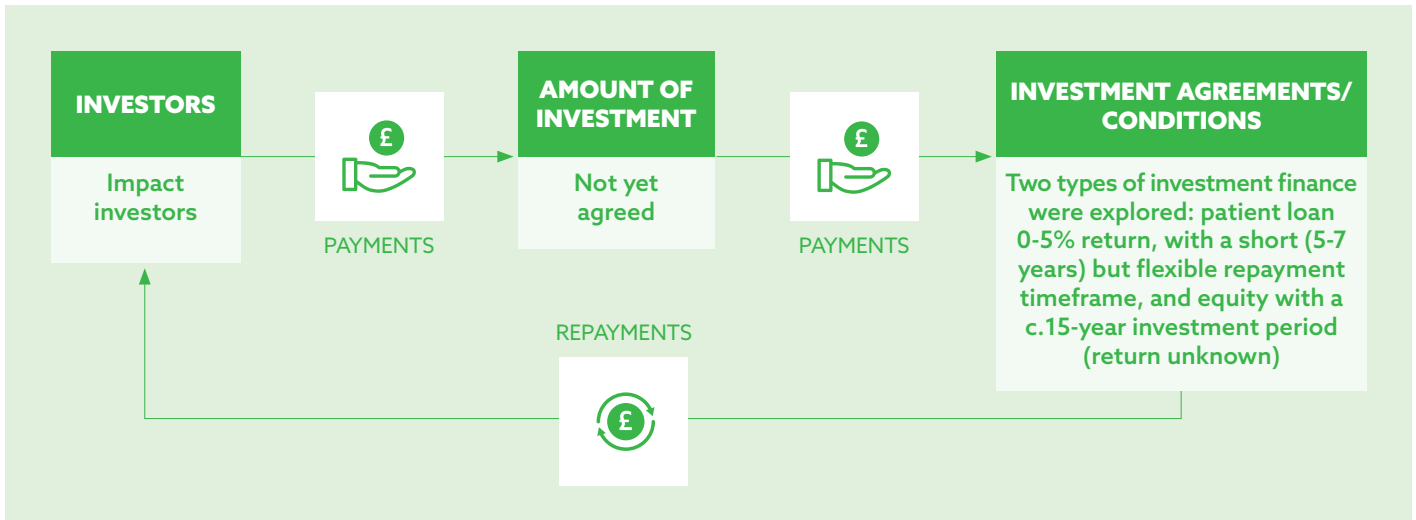 INVESTORS
Impact
investors
£
PAYMENTS
AMOUNT OF
INVESTMENT
Not yet
agreed
£
PAYMENTS
INVESTMENT AGREEMENTS/
CONDITIONS
Two types of investment finance
were explored: patient loan
0-5% return, with a short (5-7
years) but flexible repayment
timeframe, and equity with a
c.15-year investment period
(return unknown)
REPAYMENTS
£